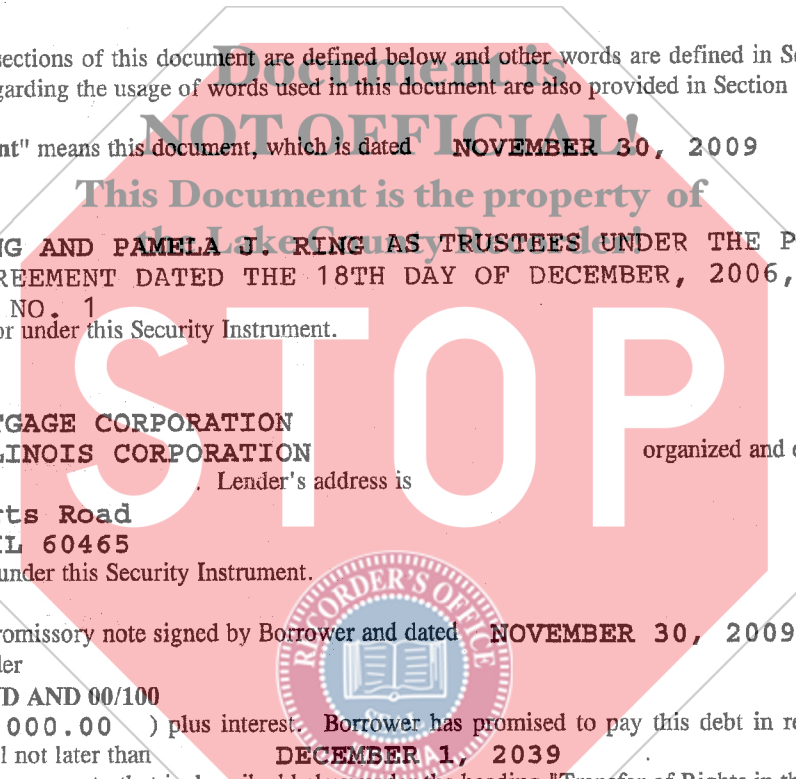 sections of this document are defined below and other words are defined in Se
garding the usage of words used in this document are also provided in Section
Document is
NOT OFFICIAL!
nt" means this document, which is dated NOVEMBER 30, 2009
This Document is the property of
the Lake County Recorder!
NG AND PAMELA J. RING AS TRUSTEES UNDER THE P
REEMENT DATED THE 18TH DAY OF DECEMBER, 2006,
NO. 1
or under this Security Instrument.
STOP
TGAGE CORPORATION
LINOIS CORPORATION
organized and e
. Lender's address is
rts Road
IL 60465
under this Security Instrument.
RECORDER'S OFFICE
romissory note signed by Borrower and dated NOVEMBER 30, 2009
der
D AND 00/100
000.00 ) plus interest. Borrower has promised to pay this debt in re
SEAL
l not later than DECEMBER 1, 2039 .